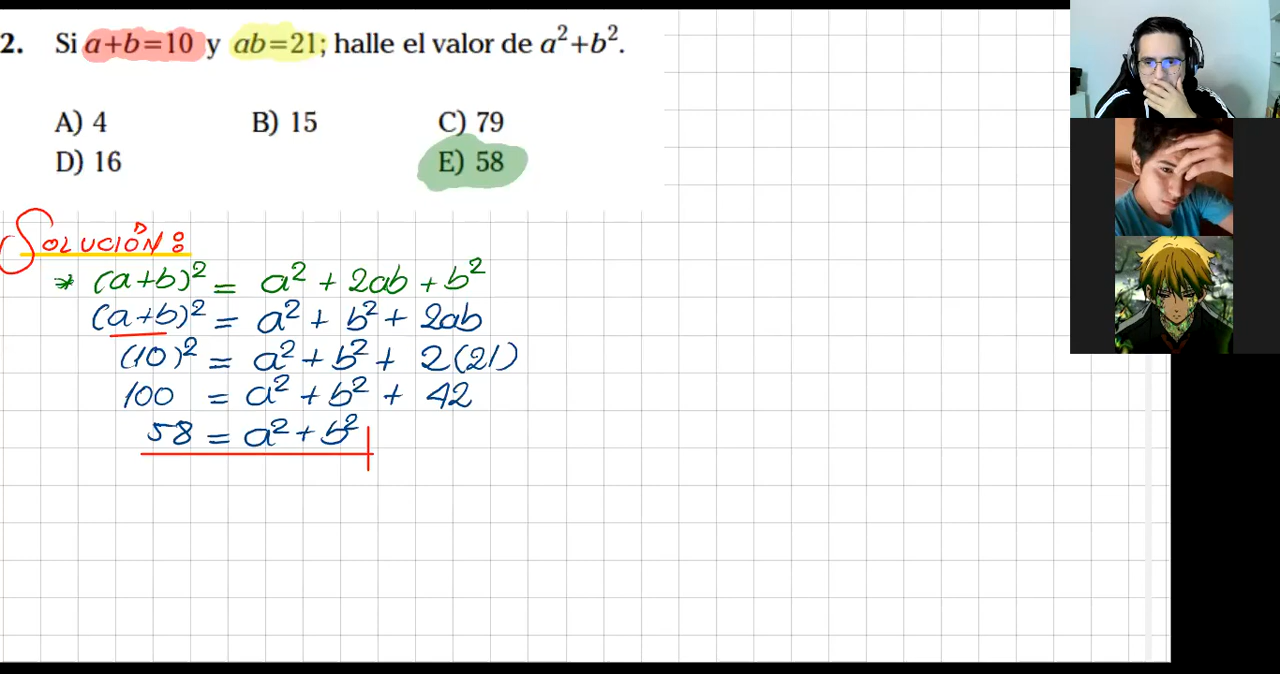 2. Si a+b=10 y ab=21; halle el valor de a²+b².
A) 4 B) 15 C) 79
D) 16 E) 58
SOLUCIÓN:
* (a+b)² = a² + 2ab + b²
(a+b)² = a² + b² + 2ab
(10)² = a² + b² + 2(21)
100 = a² + b² + 42
58 = a² + b²